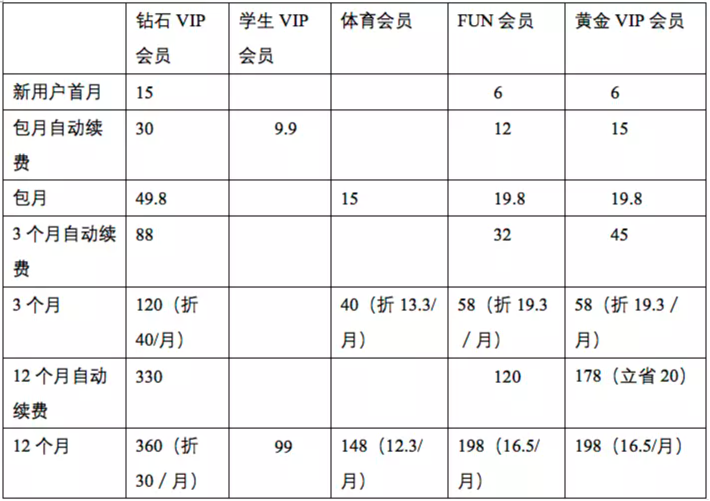 钻石 VIP 学生 VIP 体育会员 FUN 会员 黄金 VIP 会员
会员 会员
新用户首月 15 6 6
包月自动续 30 9.9 12 15
费
包月 49.8 15 19.8 19.8
3 个月自动续 88 32 45
费
3 个月 120（折 40（折 13.3/ 58（折 19.3 58（折 19.3／
40/月） 月） ／月） 月）
12 个月自动 330 120 178（立省 20）
续费
12 个月 360（折 99 148（12.3/ 198（16.5/ 198（16.5/月）
30／月） 月） 月）